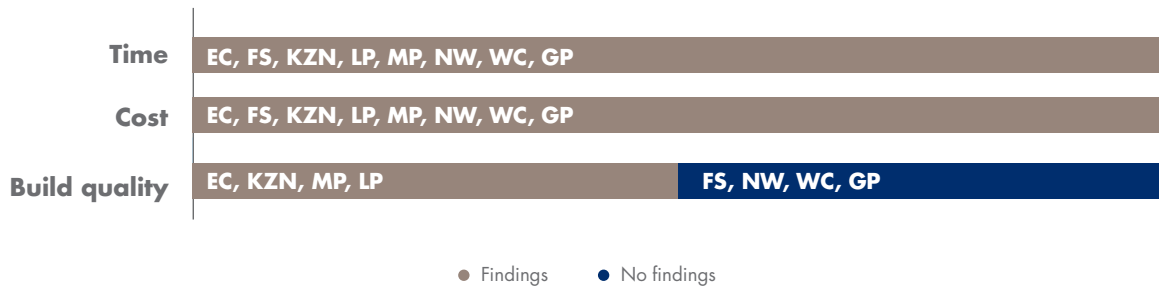 Time EC, FS, KZN, LP, MP, NW, WC, GP
Cost EC, FS, KZN, LP, MP, NW, WC, GP
Build quality EC, KZN, MP, LP FS, NW, WC, GP
Findings No findings